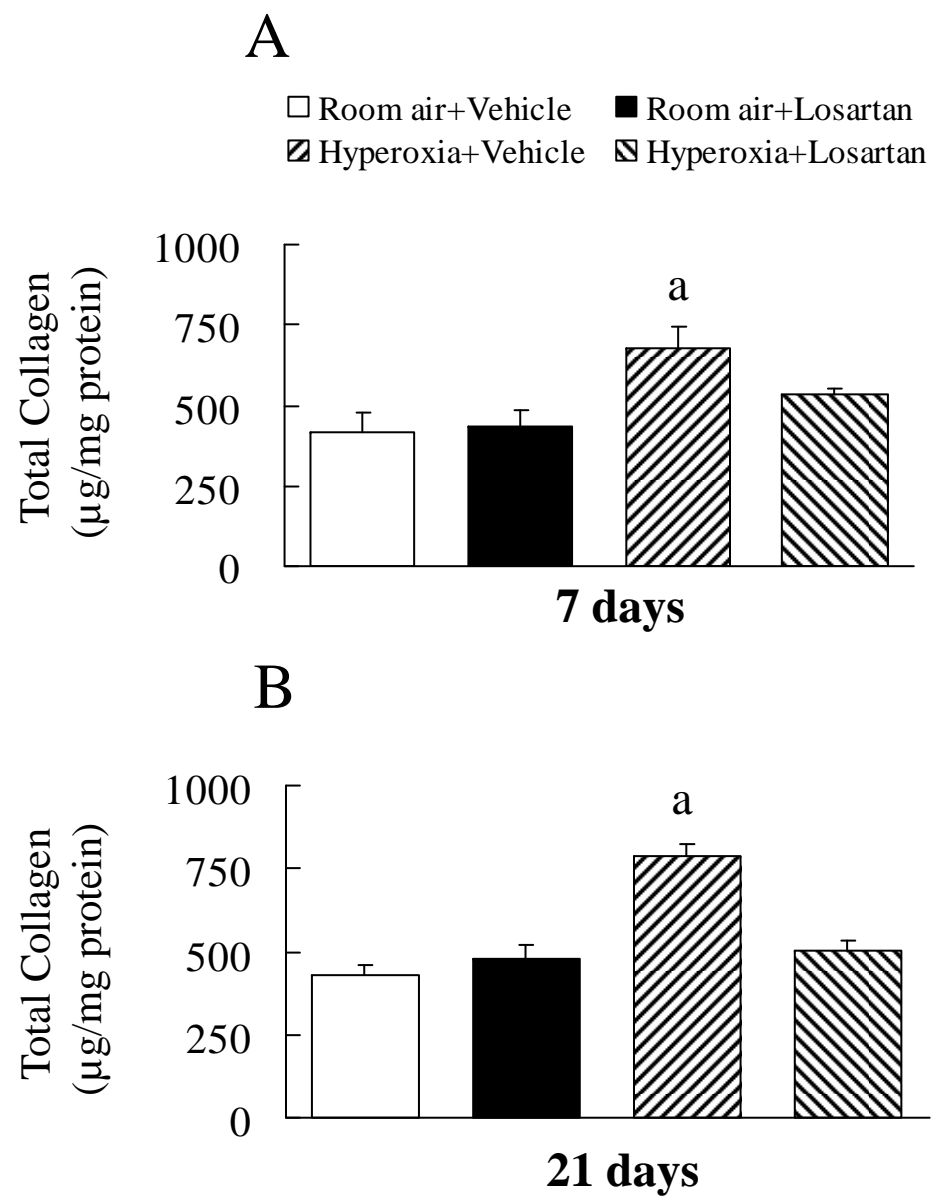 A
Room air+Vehicle Room air+Losartan
Hyperoxia+Vehicle Hyperoxia+Losartan
Total Collagen
(μg/mg protein)
1000
750
500
250
0
a
7 days
B
Total Collagen
(μg/mg protein)
1000
750
500
250
0
a
21 days